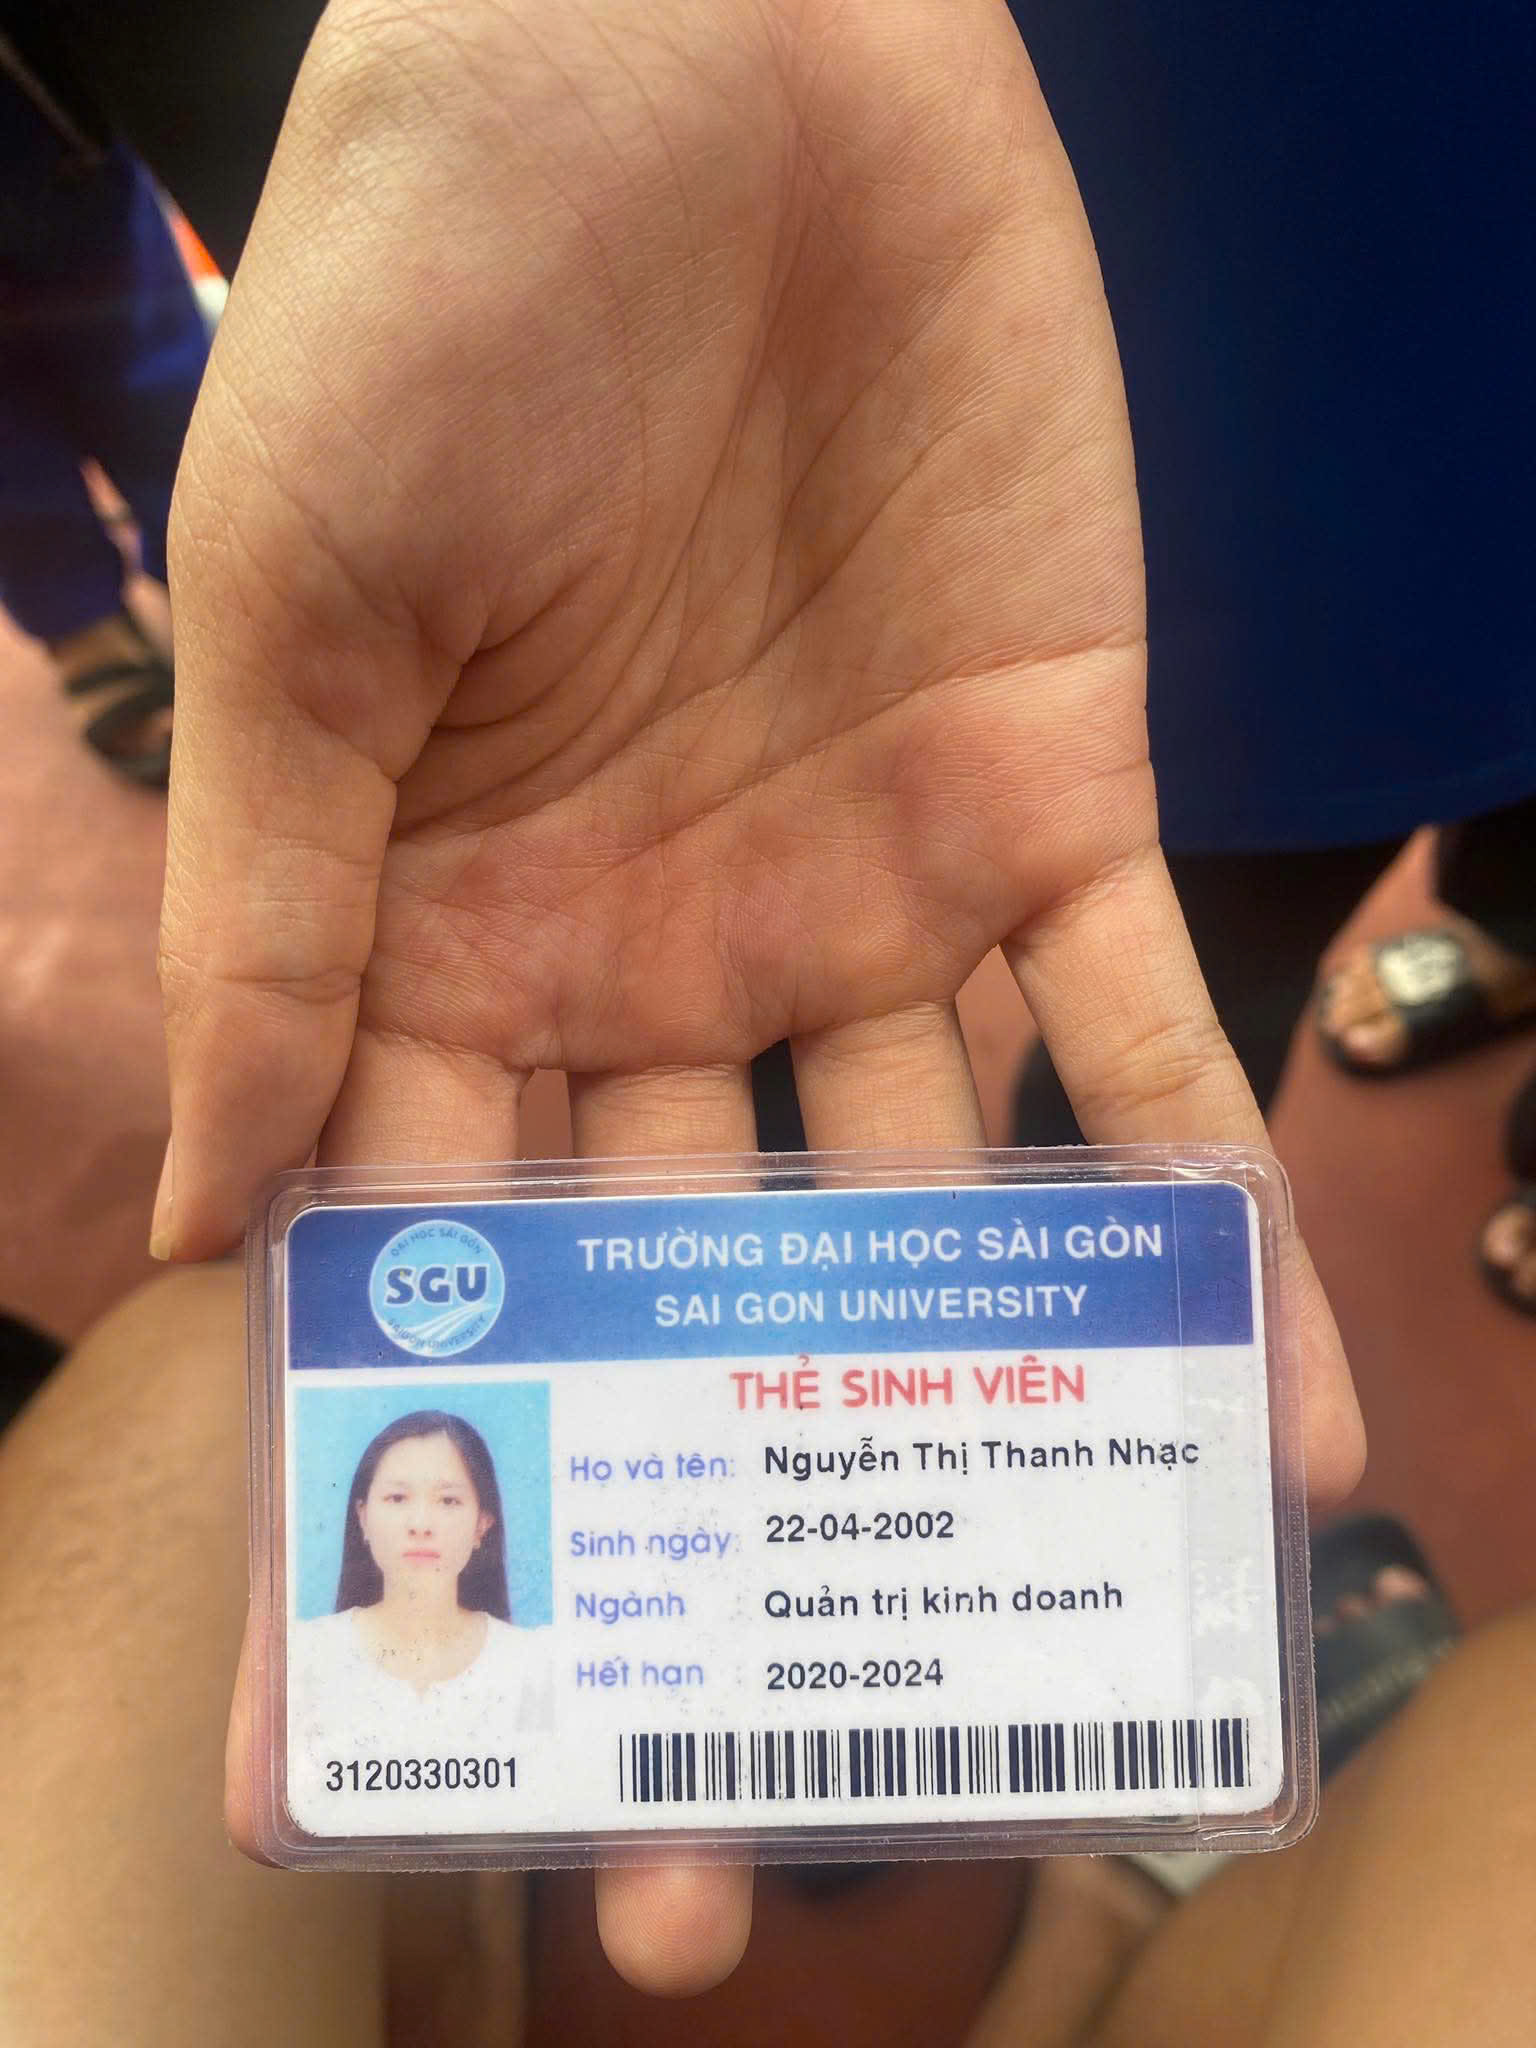 ĐẠI HỌC SÀI GÒN
SGU
SAIGON UNIVERSITY
TRƯỜNG ĐẠI HỌC SÀI GÒN
SAI GON UNIVERSITY
THẺ SINH VIÊN
Họ và tên: Nguyễn Thị Thanh Nhạc
Sinh ngày: 22-04-2002
Ngành : Quản trị kinh doanh
Hết hạn : 2020-2024
3120330301